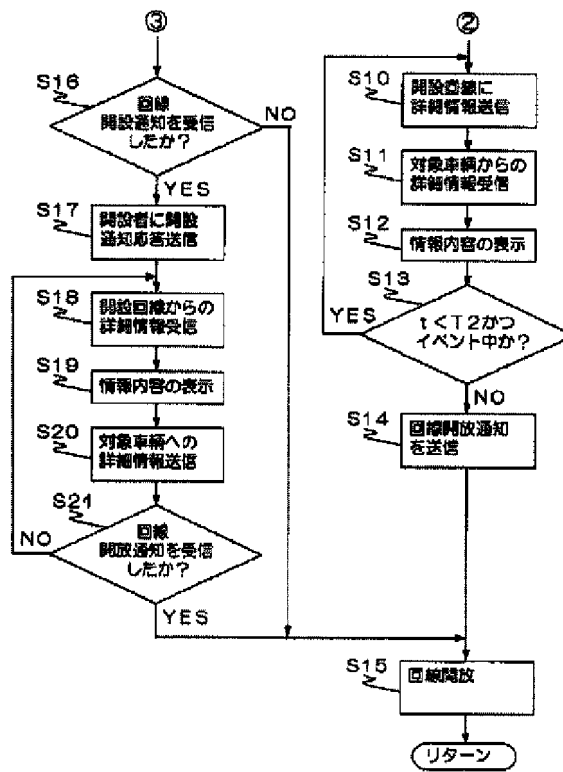 ③
S16
回線
開設通知を受信
したか?
NO
YES
S17
開設者に開設
通知応答送信
S18
開設回線からの
詳細情報受信
S19
情報内容の表示
S20
対象車輌への
詳細情報送信
S21
回線
開放通知を受信
したか?
NO
YES
②
S10
開設回線に
詳細情報送信
S11
対象車輌からの
詳細情報受信
S12
情報内容の表示
S13
t<T2かつ
イベント中か?
YES
NO
S14
回線開放通知
を送信
S15
回線開放
リターン